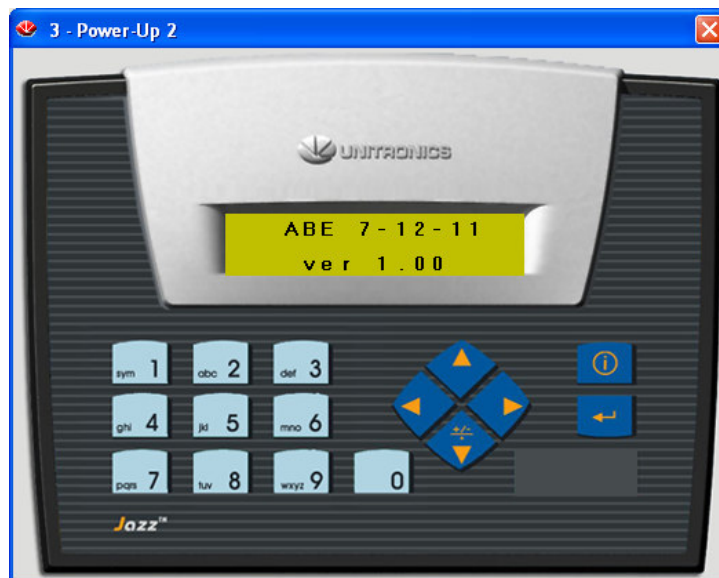 3 - Power-Up 2
UNITRONICS
ABE 7-12-11
ver 1.00
sym 1
abc 2
def 3
ghi 4
jkl 5
mno 6
+/-
pqrs 7
tuv 8
wxyz 9
0
Jazz™